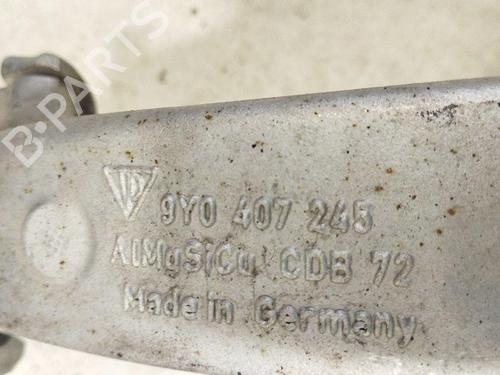 B-PARTS
9Y0 407 245
AlMgSiCu CDB 72
Made in Germany